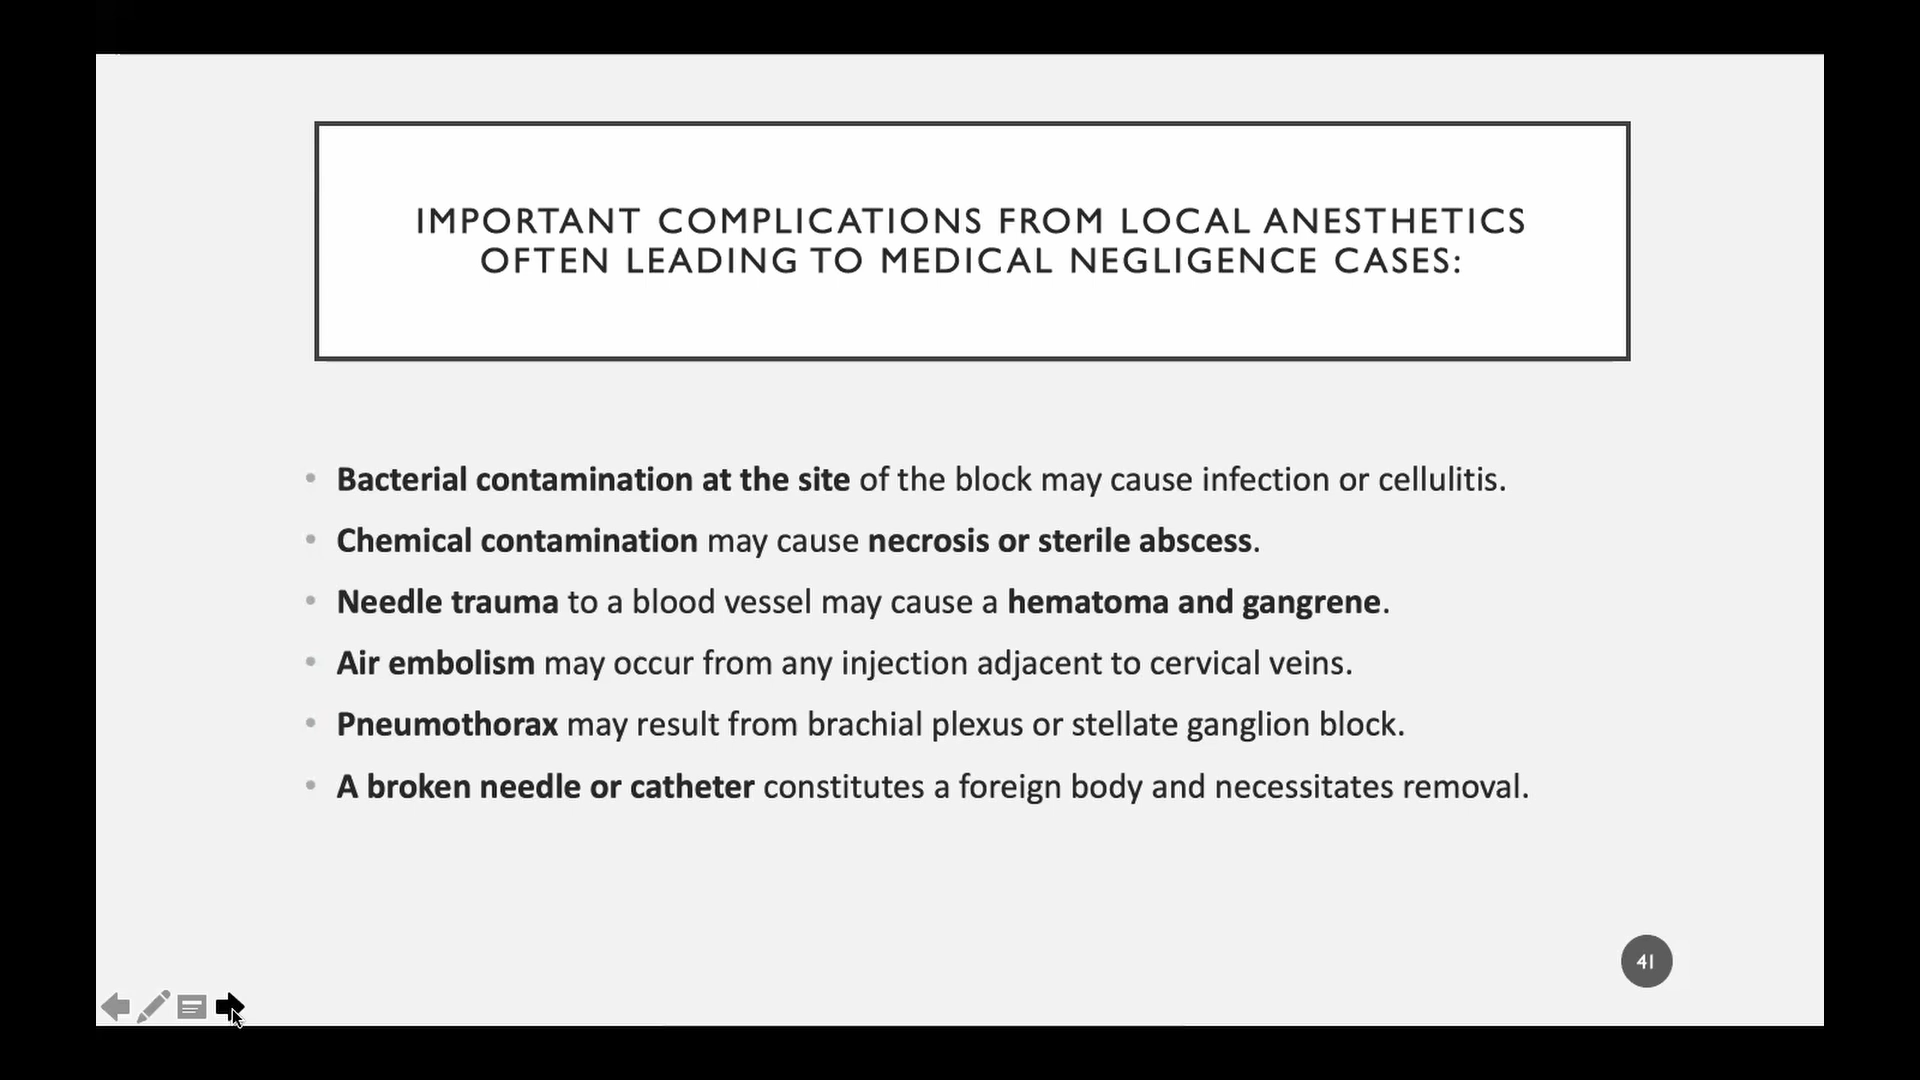 IMPORTANT COMPLICATIONS FROM LOCAL ANESTHETICS
OFTEN LEADING TO MEDICAL NEGLIGENCE CASES:
• Bacterial contamination at the site of the block may cause infection or cellulitis.
• Chemical contamination may cause necrosis or sterile abscess.
• Needle trauma to a blood vessel may cause a hematoma and gangrene.
• Air embolism may occur from any injection adjacent to cervical veins.
• Pneumothorax may result from brachial plexus or stellate ganglion block.
• A broken needle or catheter constitutes a foreign body and necessitates removal.
41